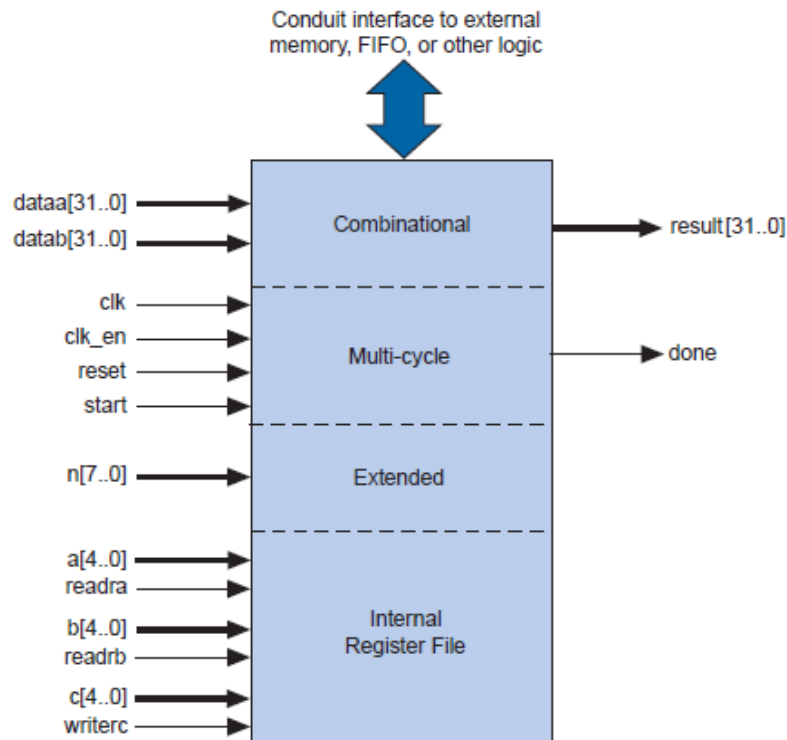 Conduit interface to external
memory, FIFO, or other logic
dataa[31..0]
datab[31..0]
Combinational
result[31..0]
clk
clk_en
reset
start
Multi-cycle
done
n[7..0]
Extended
a[4..0]
readra
b[4..0]
readrb
c[4..0]
writerc
Internal
Register File